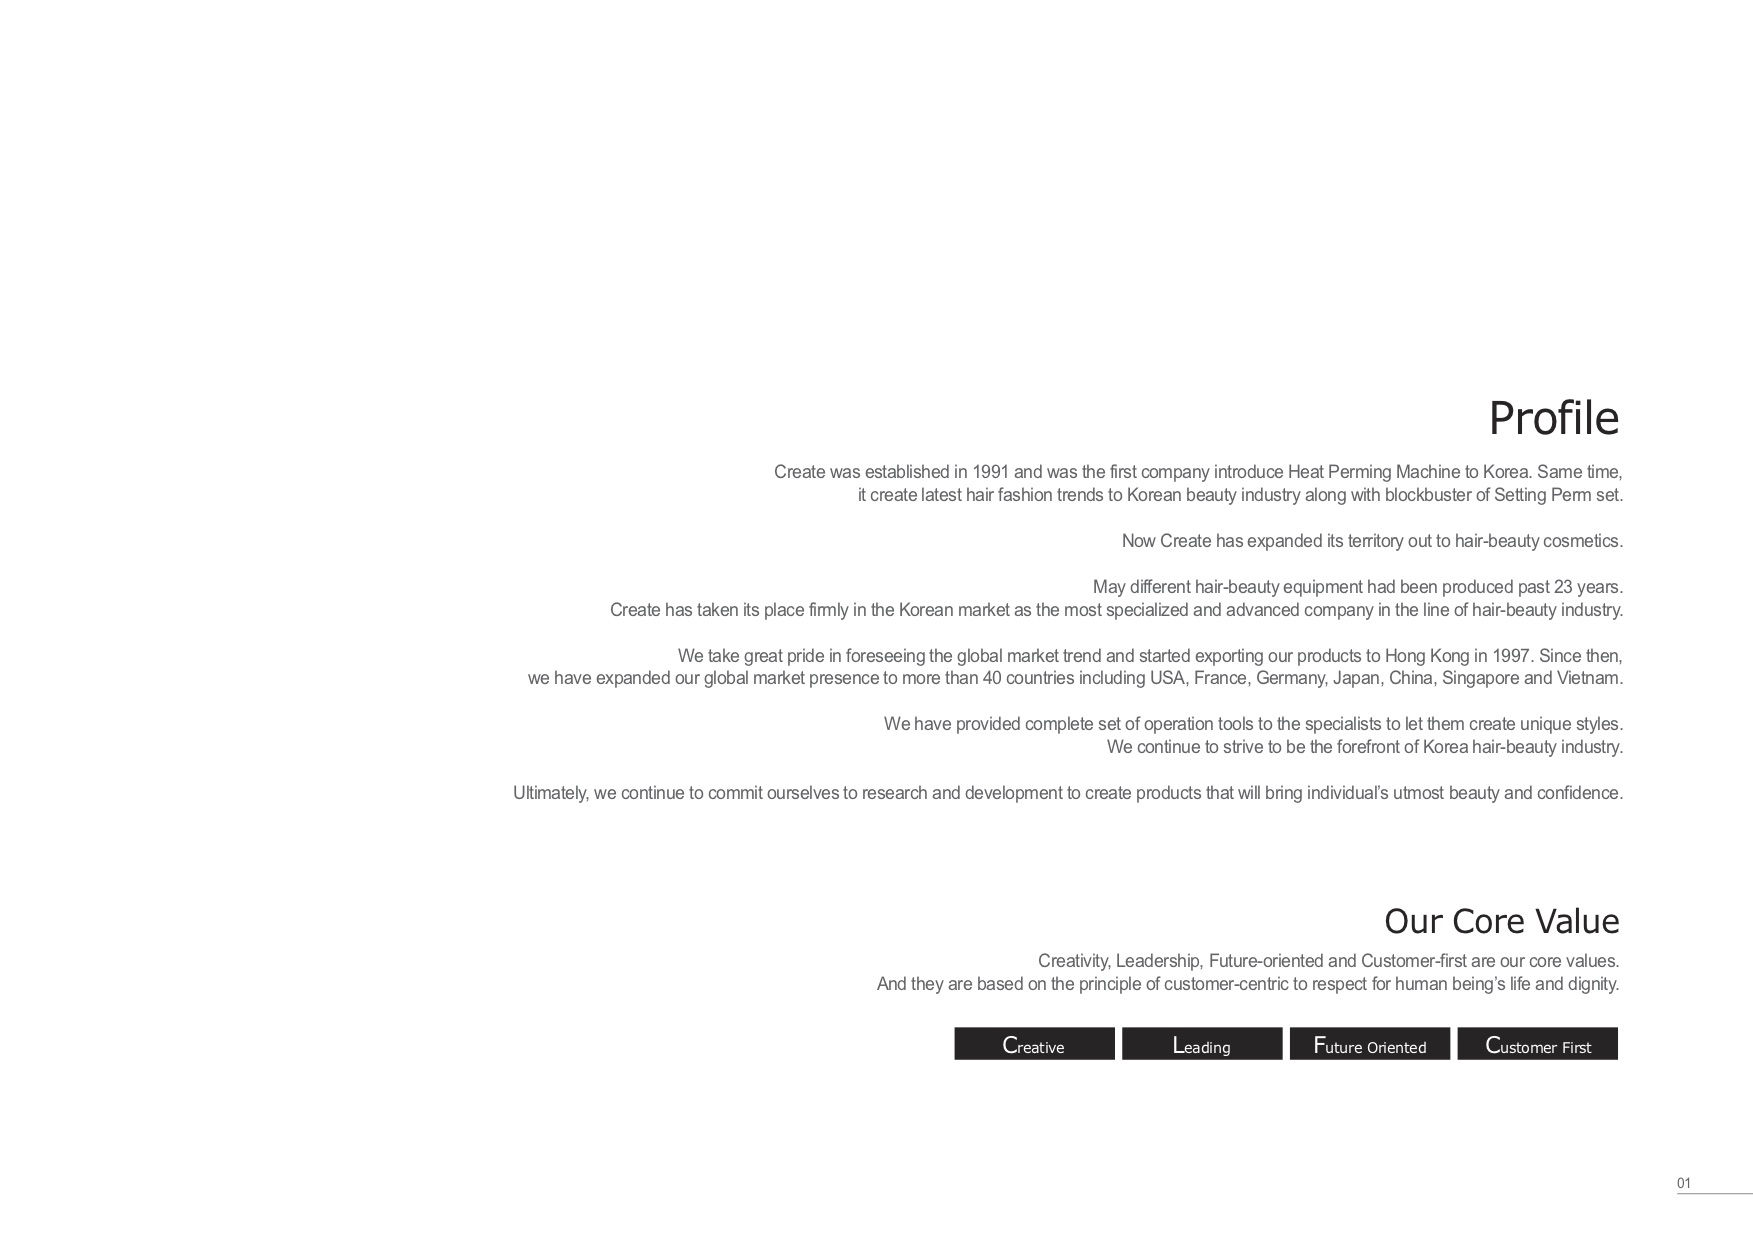 Profile
Create was established in 1991 and was the first company introduce Heat Perming Machine to Korea. Same time,
it create latest hair fashion trends to Korean beauty industry along with blockbuster of Setting Perm set.
Now Create has expanded its territory out to hair-beauty cosmetics.
May different hair-beauty equipment had been produced past 23 years.
Create has taken its place firmly in the Korean market as the most specialized and advanced company in the line of hair-beauty industry.
We take great pride in foreseeing the global market trend and started exporting our products to Hong Kong in 1997. Since then,
we have expanded our global market presence to more than 40 countries including USA, France, Germany, Japan, China, Singapore and Vietnam.
We have provided complete set of operation tools to the specialists to let them create unique styles.
We continue to strive to be the forefront of Korea hair-beauty industry.
Ultimately, we continue to commit ourselves to research and development to create products that will bring individual’s utmost beauty and confidence.
Our Core Value
Creativity, Leadership, Future-oriented and Customer-first are our core values.
And they are based on the principle of customer-centric to respect for human being’s life and dignity.
Creative Leading Future Oriented Customer First
01